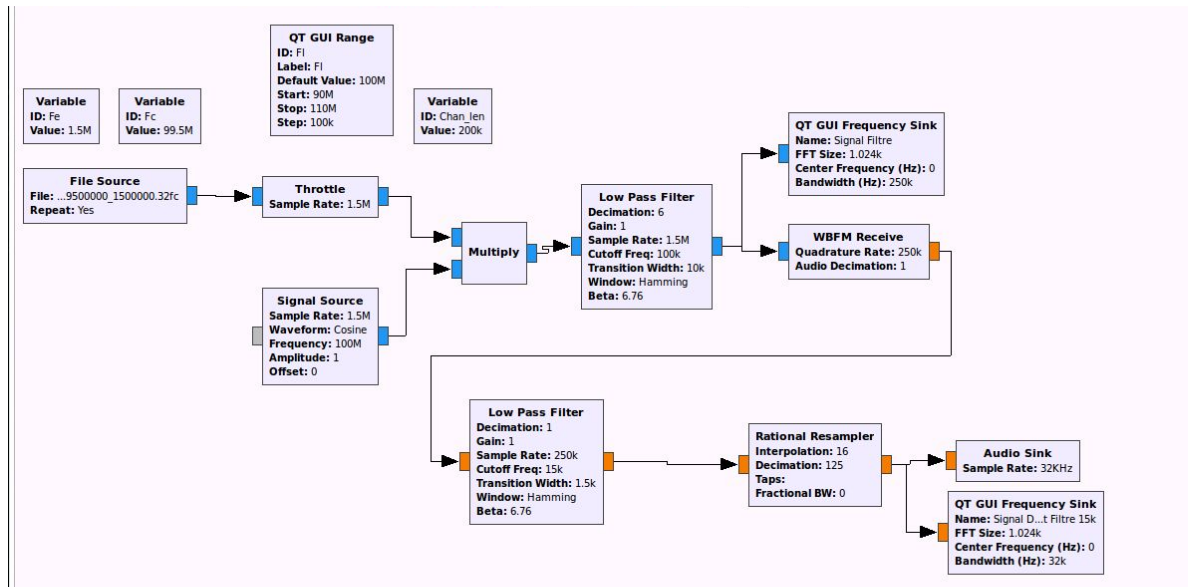 QT GUI Range
ID: Fl
Label: Fl
Default Value: 100M
Start: 90M
Stop: 110M
Step: 100k
Variable
ID: Fe
Value: 1.5M
Variable
ID: Fc
Value: 99.5M
Variable
ID: Chan_len
Value: 200k
File Source
File: ...9500000_1500000.32fc
Repeat: Yes
Throttle
Sample Rate: 1.5M
Signal Source
Sample Rate: 1.5M
Waveform: Cosine
Frequency: 100M
Amplitude: 1
Offset: 0
Multiply
Low Pass Filter
Decimation: 6
Gain: 1
Sample Rate: 1.5M
Cutoff Freq: 100k
Transition Width: 10k
Window: Hamming
Beta: 6.76
QT GUI Frequency Sink
Name: Signal Filtre
FFT Size: 1.024k
Center Frequency (Hz): 0
Bandwidth (Hz): 250k
WBFM Receive
Quadrature Rate: 250k
Audio Decimation: 1
Low Pass Filter
Decimation: 1
Gain: 1
Sample Rate: 250k
Cutoff Freq: 15k
Transition Width: 1.5k
Window: Hamming
Beta: 6.76
Rational Resampler
Interpolation: 16
Decimation: 125
Taps:
Fractional BW: 0
Audio Sink
Sample Rate: 32KHz
QT GUI Frequency Sink
Name: Signal D...t Filtre 15k
FFT Size: 1.024k
Center Frequency (Hz): 0
Bandwidth (Hz): 32k